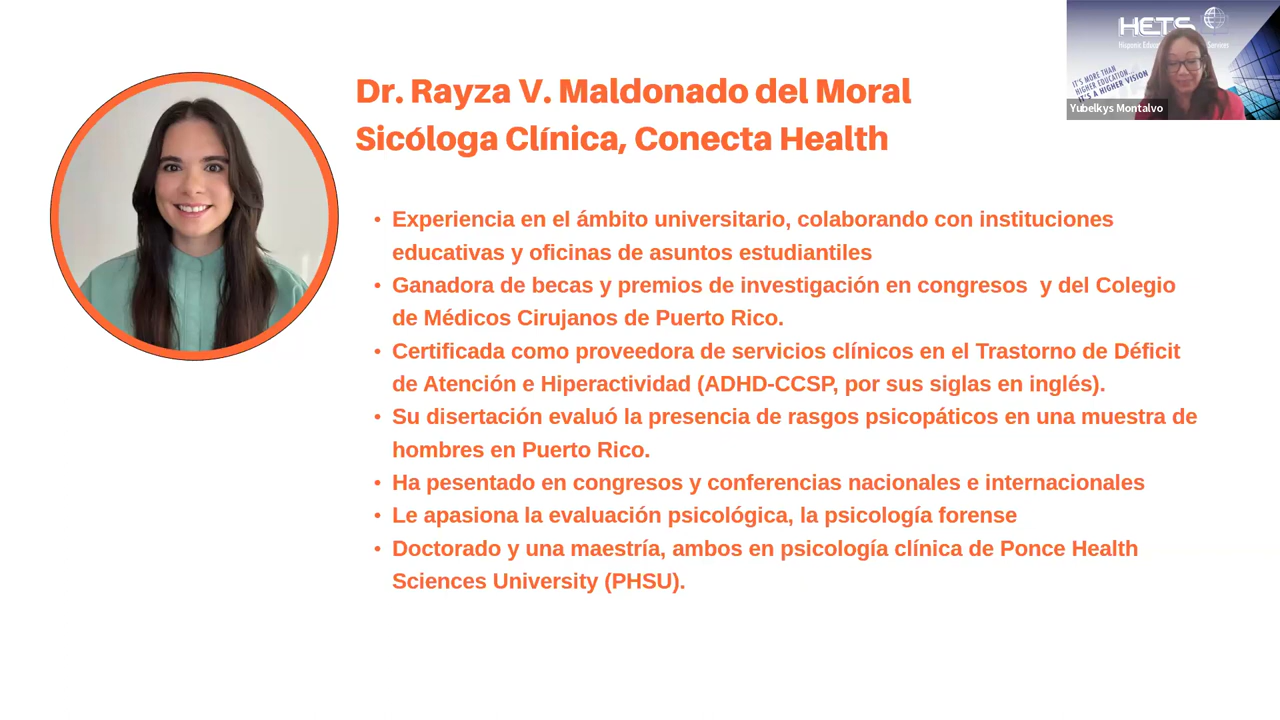 Dr. Rayza V. Maldonado del Moral
Sicóloga Clínica, Conecta Health
• Experiencia en el ámbito universitario, colaborando con instituciones
educativas y oficinas de asuntos estudiantiles
• Ganadora de becas y premios de investigación en congresos  y del Colegio
de Médicos Cirujanos de Puerto Rico.
• Certificada como proveedora de servicios clínicos en el Trastorno de Déficit
de Atención e Hiperactividad (ADHD-CCSP, por sus siglas en inglés).
• Su disertación evaluó la presencia de rasgos psicopáticos en una muestra de
hombres en Puerto Rico.
• Ha pesentado en congresos y conferencias nacionales e internacionales
• Le apasiona la evaluación psicológica, la psicología forense
• Doctorado y una maestría, ambos en psicología clínica de Ponce Health
Sciences University (PHSU).
HETS
Hispanic
IT'S MORE THAN
HIGHER EDUCATION...
IT'S A HIGHER VISION
Yubelkys Montalvo